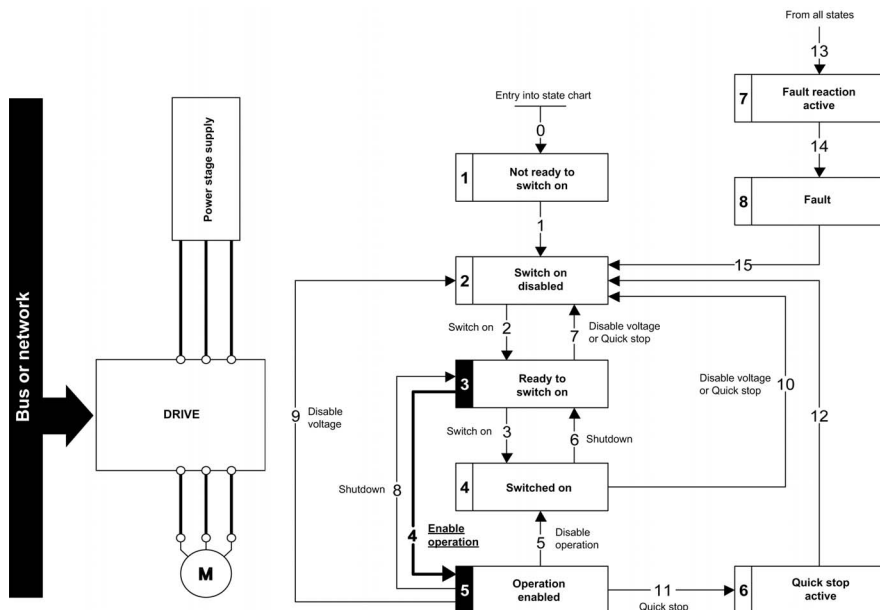 From all states
13
7
Fault reaction
active
14
8
Fault
15
Entry into state chart
0
1
Not ready to
switch on
1
2
Switch on
disabled
Switch on
2
7
Disable voltage
or Quick stop
3
Ready to
switch on
Switch on
3
6
Shutdown
4
Switched on
Disable voltage
or Quick stop
10
12
9
Disable
voltage
Shutdown
8
4
Enable
operation
5
Disable
operation
5
Operation
enabled
11
Quick stop
6
Quick stop
active
Bus or network
Power stage supply
DRIVE
M